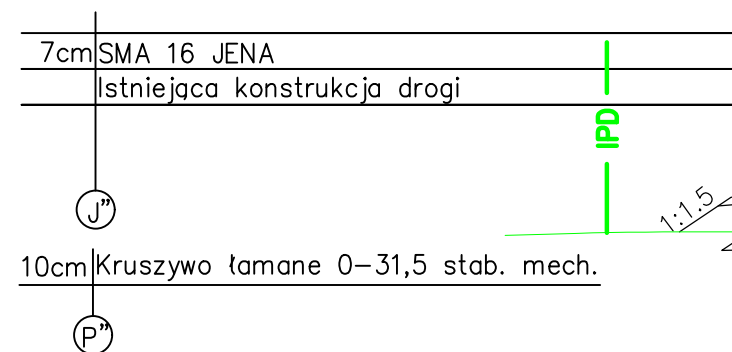 7cm SMA 16 JENA
Istniejąca konstrukcja drogi
IPD
J”
1:1.5
10cm Kruszywo łamane 0–31,5 stab. mech.
P”